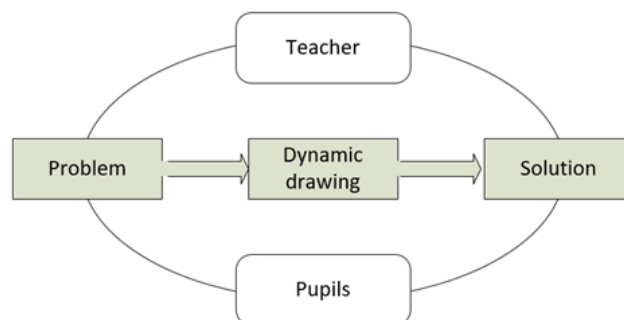 Teacher
Problem
Dynamic
drawing
Solution
Pupils